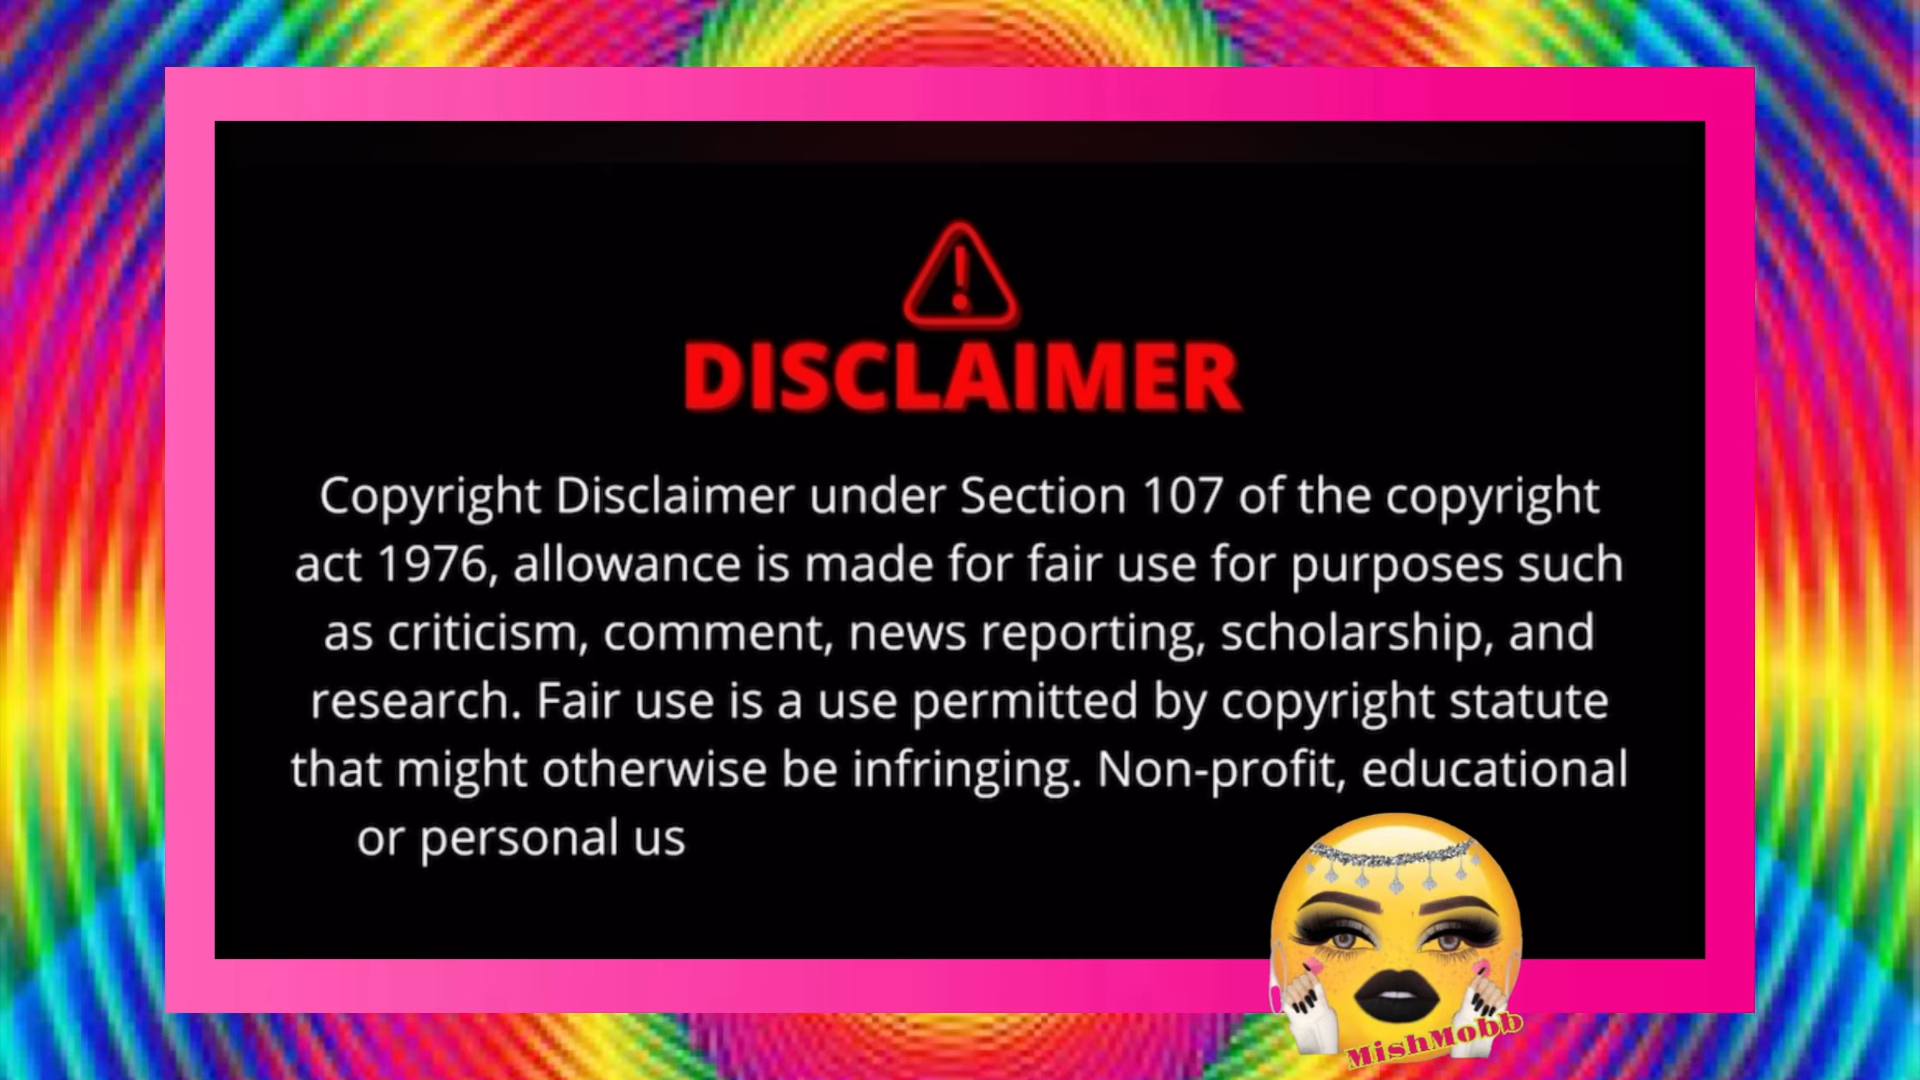 DISCLAIMER
Copyright Disclaimer under Section 107 of the copyright
act 1976, allowance is made for fair use for purposes such
as criticism, comment, news reporting, scholarship, and
research. Fair use is a use permitted by copyright statute
that might otherwise be infringing. Non-profit, educational
or personal us
MishMobb